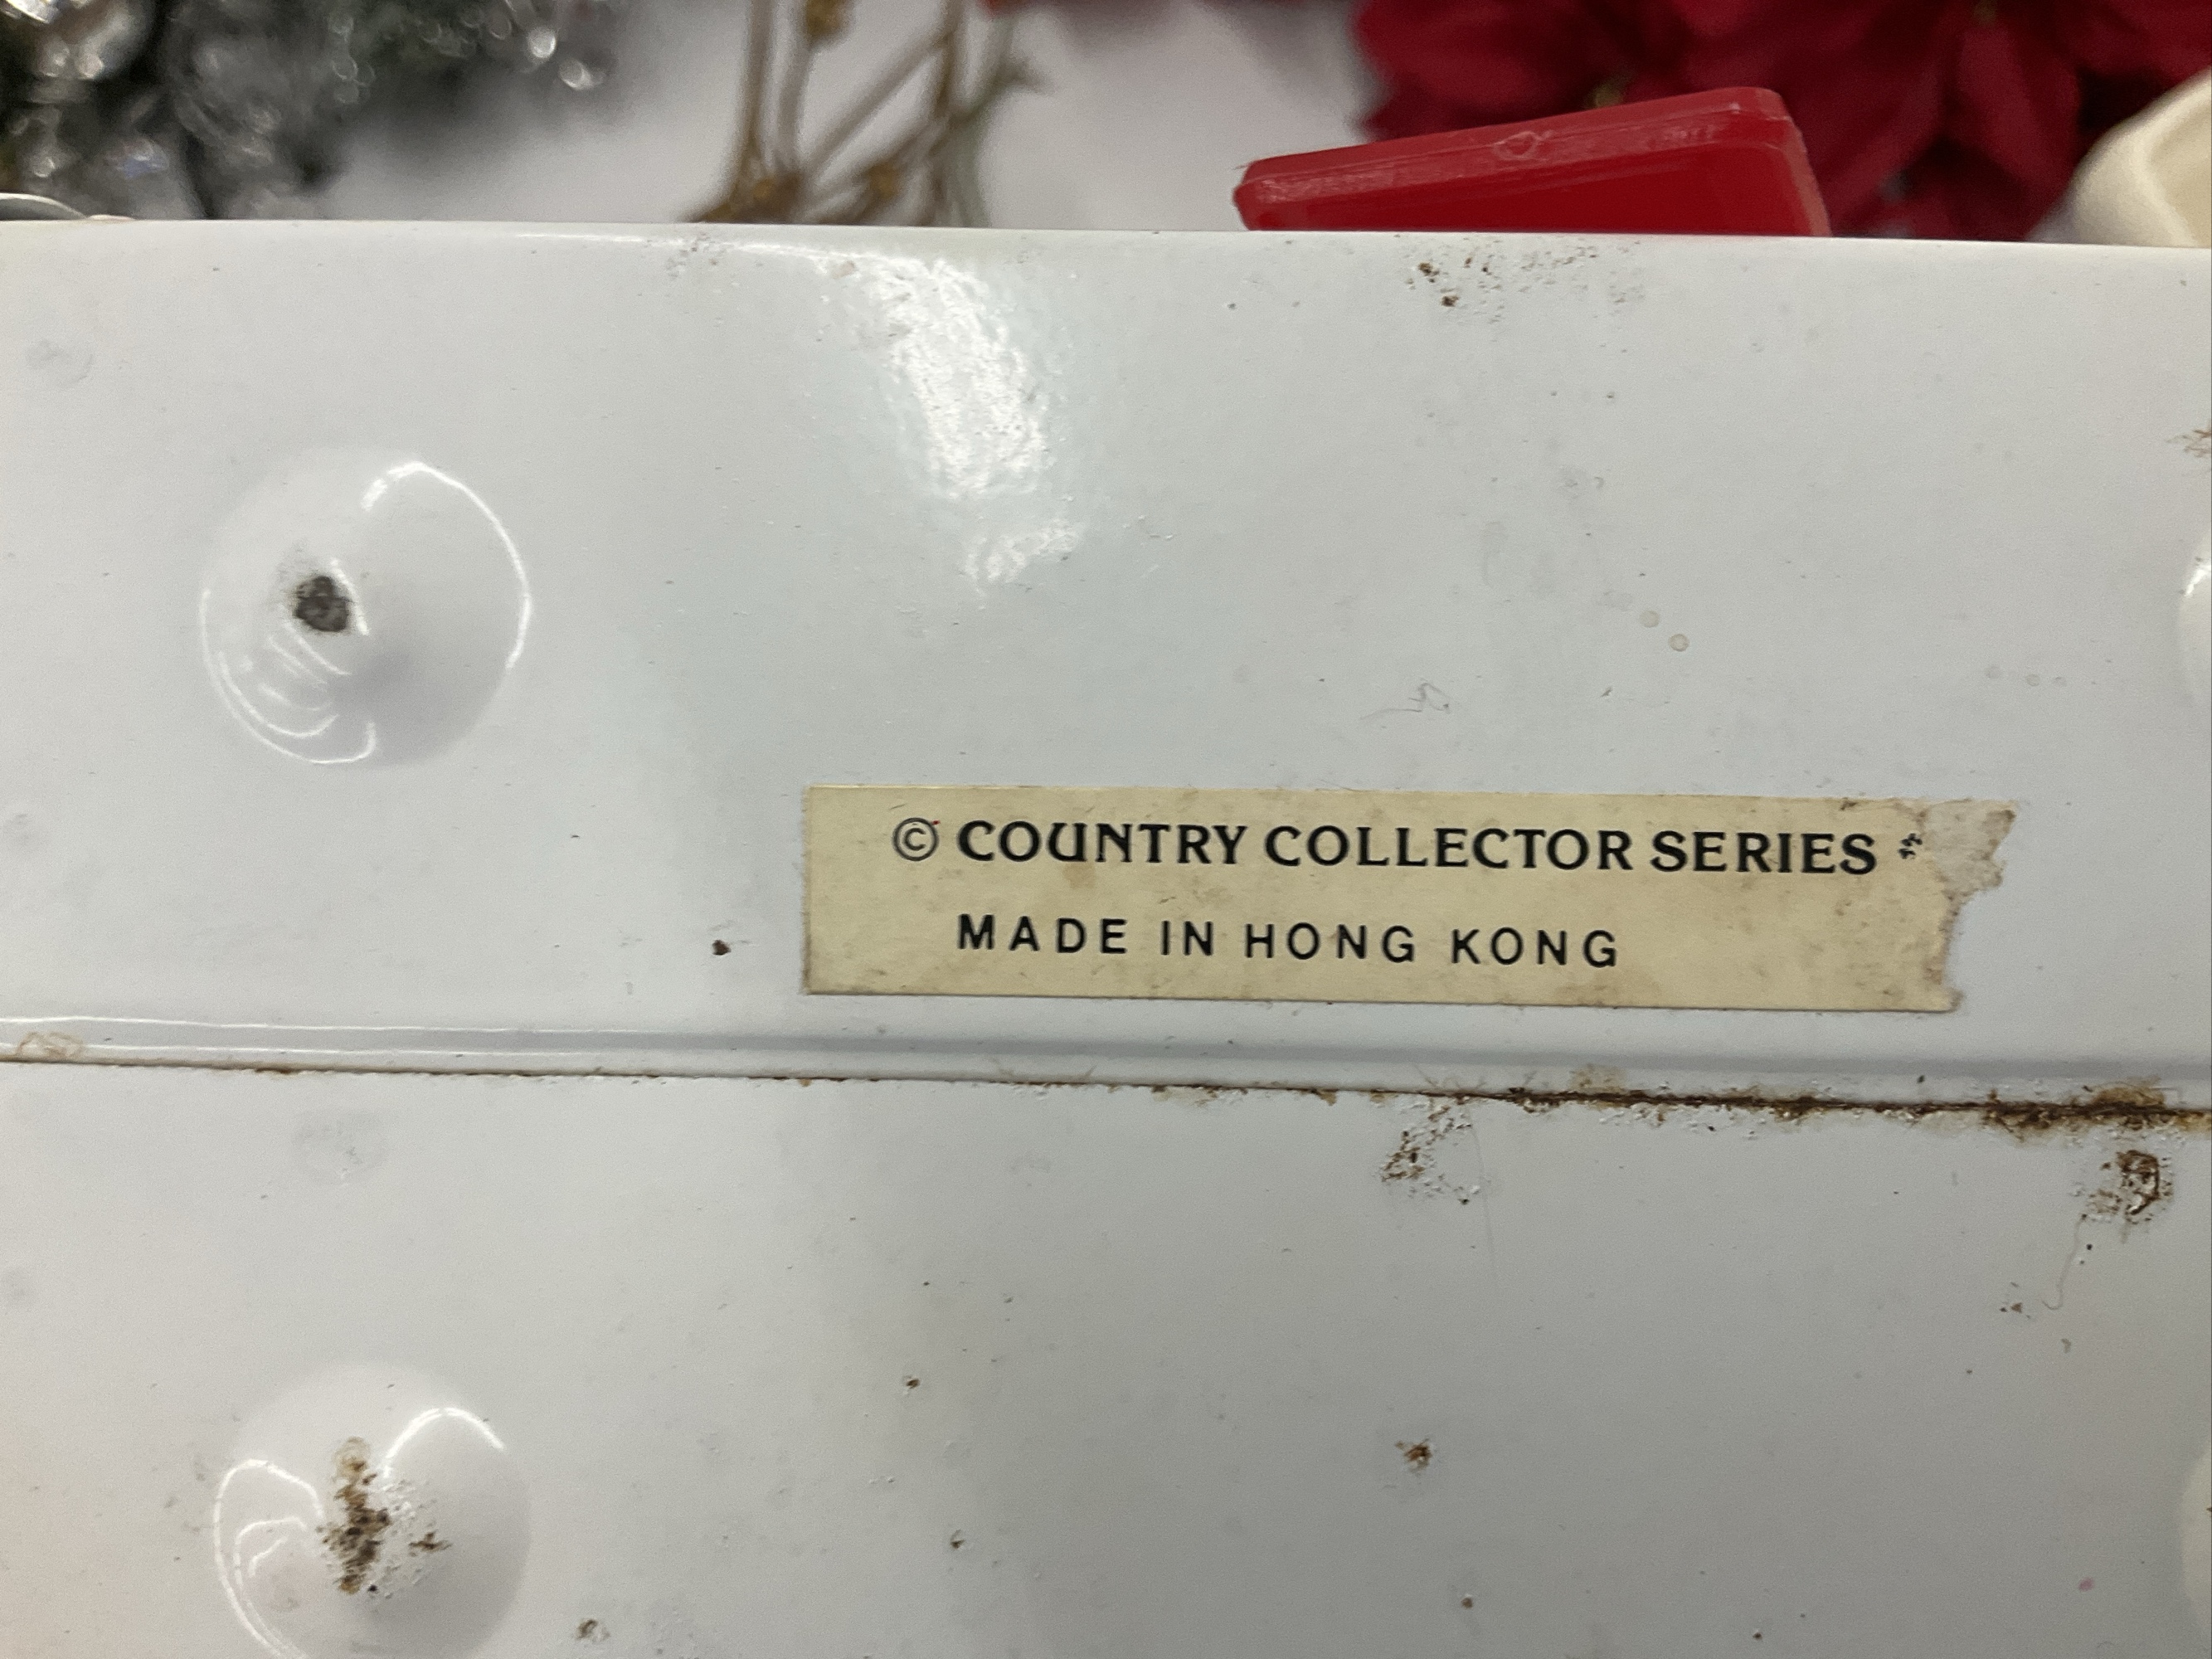 © COUNTRY COLLECTOR SERIES
MADE IN HONG KONG